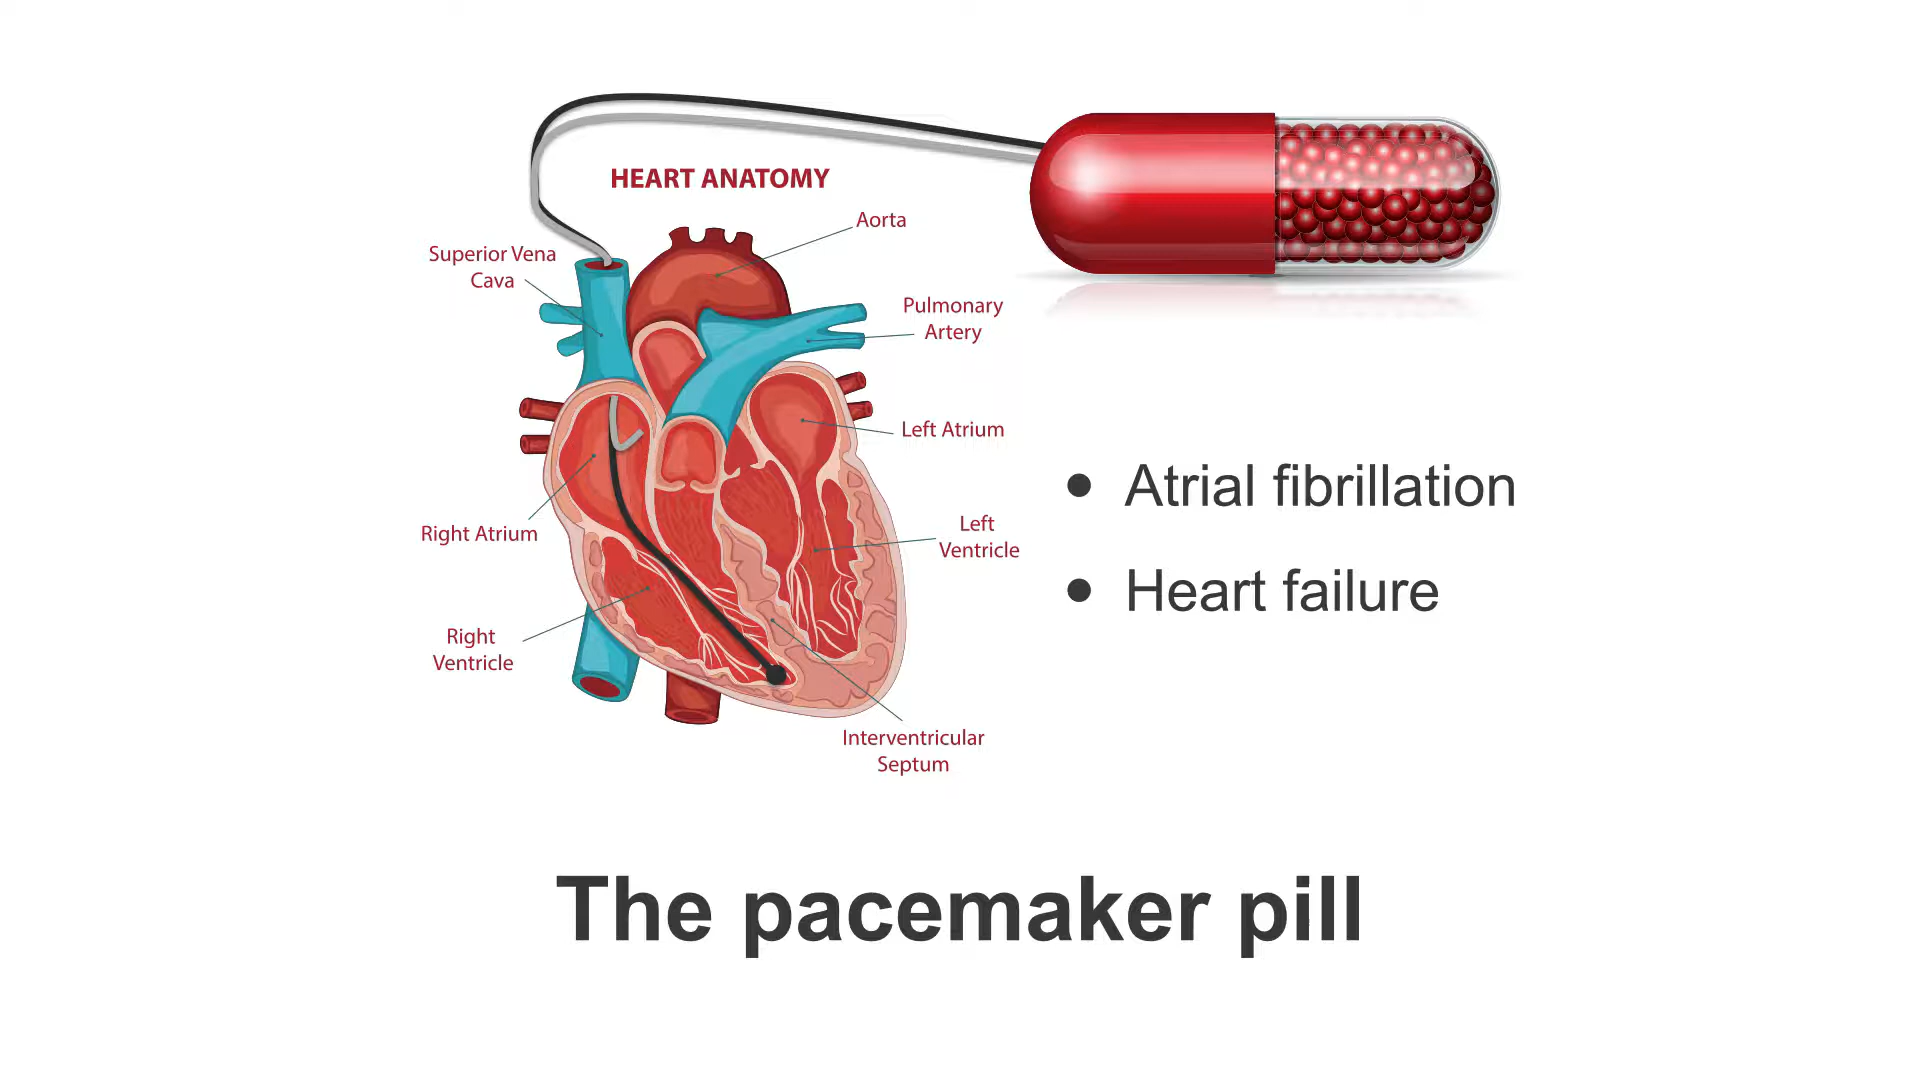 HEART ANATOMY
Aorta
Superior Vena
Cava
Pulmonary
Artery
Left Atrium
Right Atrium
Left
Ventricle
Right
Ventricle
Interventricular
Septum
• Atrial fibrillation
• Heart failure
The pacemaker pill